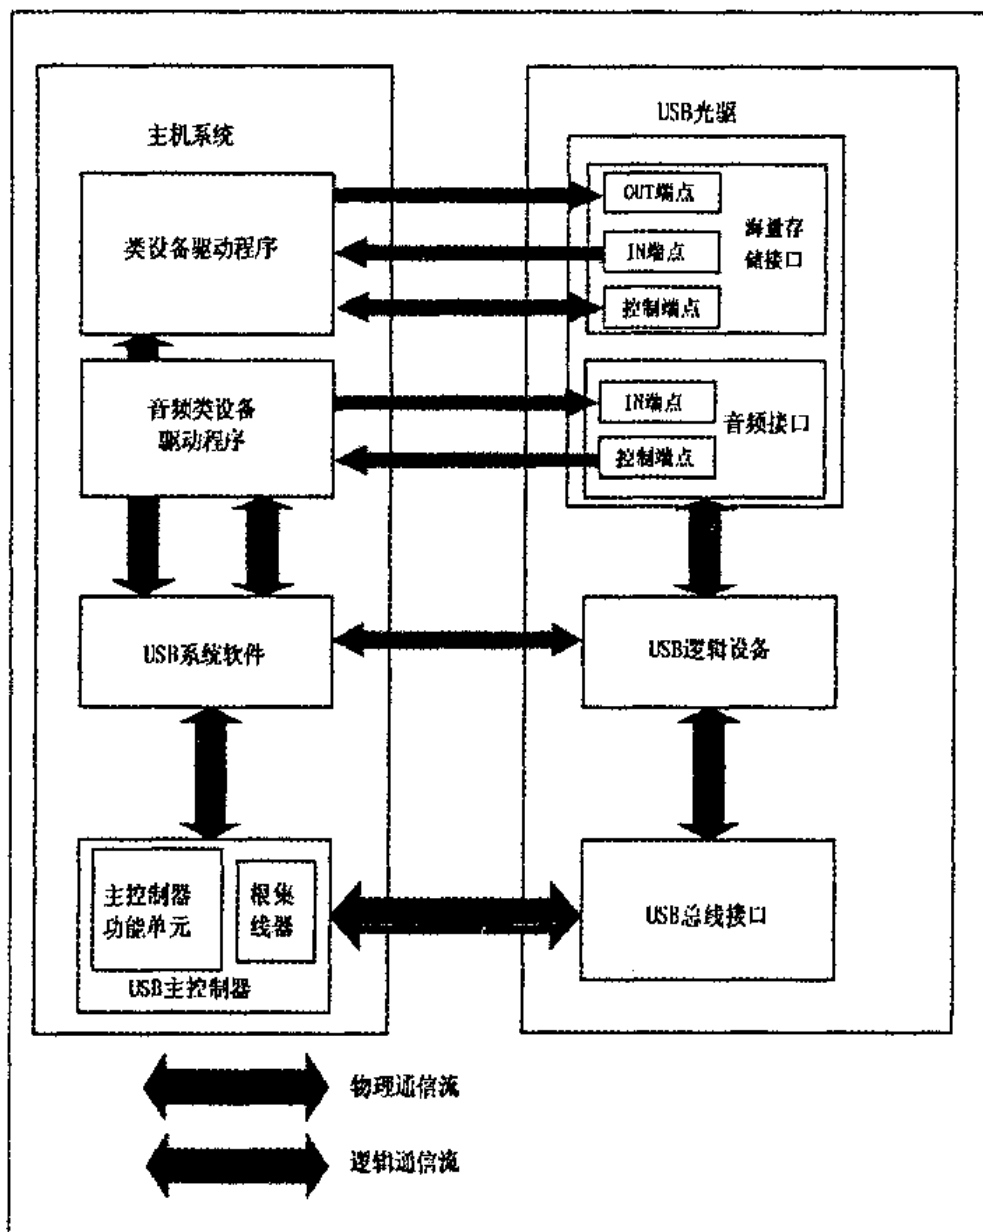 主机系统
类设备驱动程序
音频类设备
驱动程序
USB系统软件
主控制器
功能单元
根集
线器
USB主控制器
USB光驱
OUT端点
IN端点
控制端点
海量存
储接口
IN端点
控制端点
音频接口
USB逻辑设备
USB总线接口
物理通信流
逻辑通信流